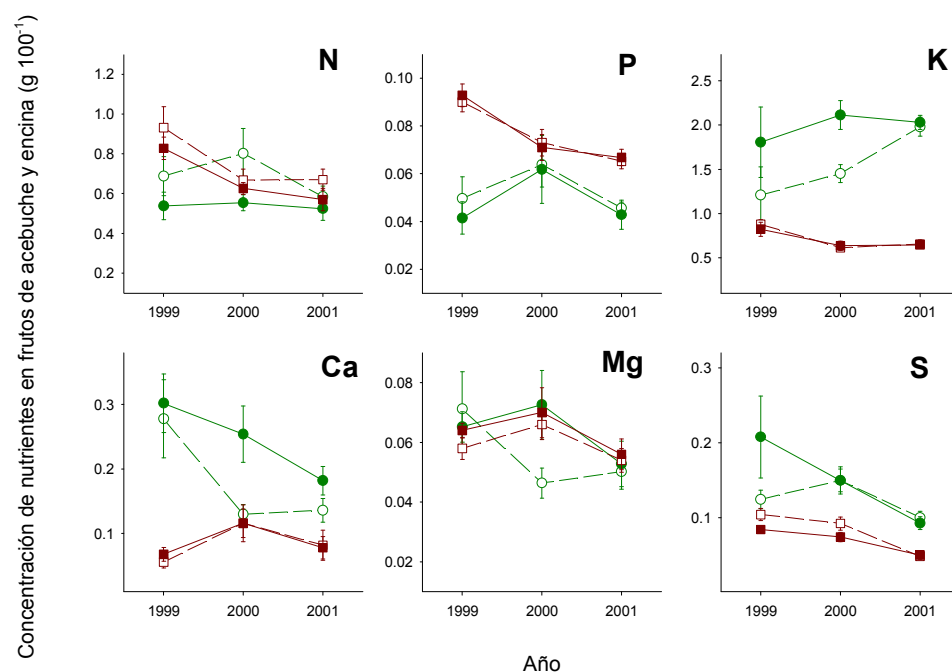 Concentración de nutrientes en frutos de acebuche y encina (g 100⁻¹)
N
1.2
1.0
0.8
0.6
0.4
0.2
1999 2000 2001
P
0.10
0.08
0.06
0.04
0.02
1999 2000 2001
K
2.5
2.0
1.5
1.0
0.5
1999 2000 2001
Ca
0.3
0.2
0.1
1999 2000 2001
Mg
0.08
0.06
0.04
0.02
1999 2000 2001
S
0.3
0.2
0.1
1999 2000 2001
Año